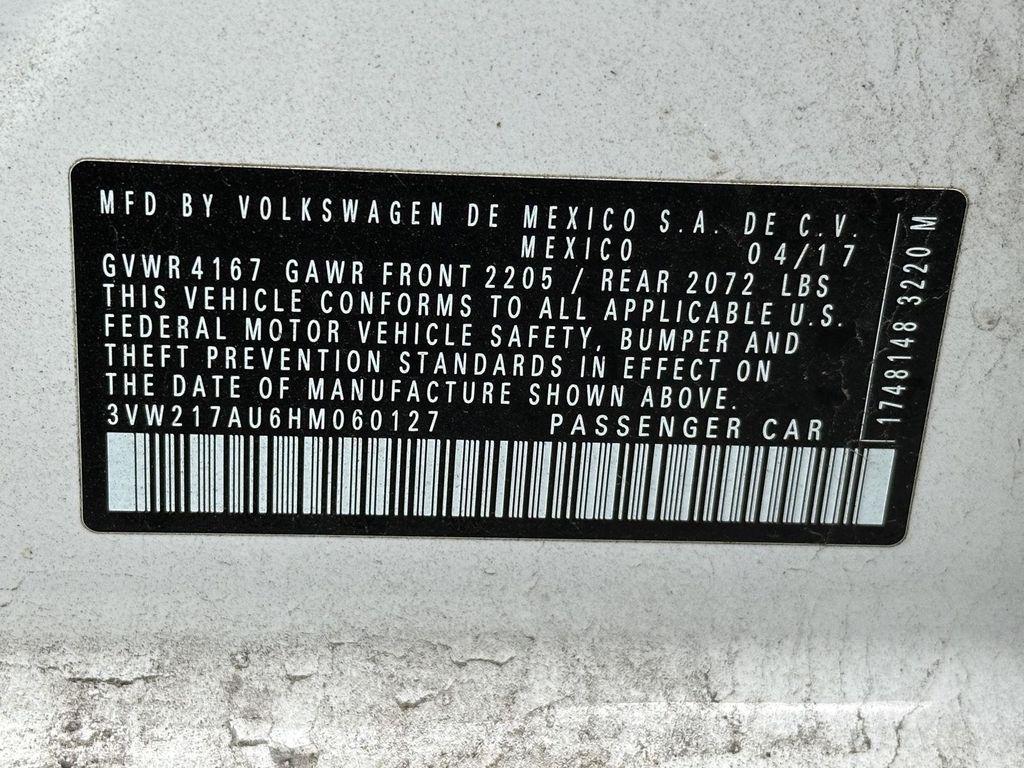 MFD BY VOLKSWAGEN DE MEXICO S.A. DE C.V.
MEXICO 04/17
GVWR 4167 GAWR FRONT 2205 / REAR 2072 LBS
THIS VEHICLE CONFORMS TO ALL APPLICABLE U.S.
FEDERAL MOTOR VEHICLE SAFETY, BUMPER AND
THEFT PREVENTION STANDARDS IN EFFECT ON
THE DATE OF MANUFACTURE SHOWN ABOVE.
3VW217AU6HM060127 PASSENGER CAR
1748148 3220 M